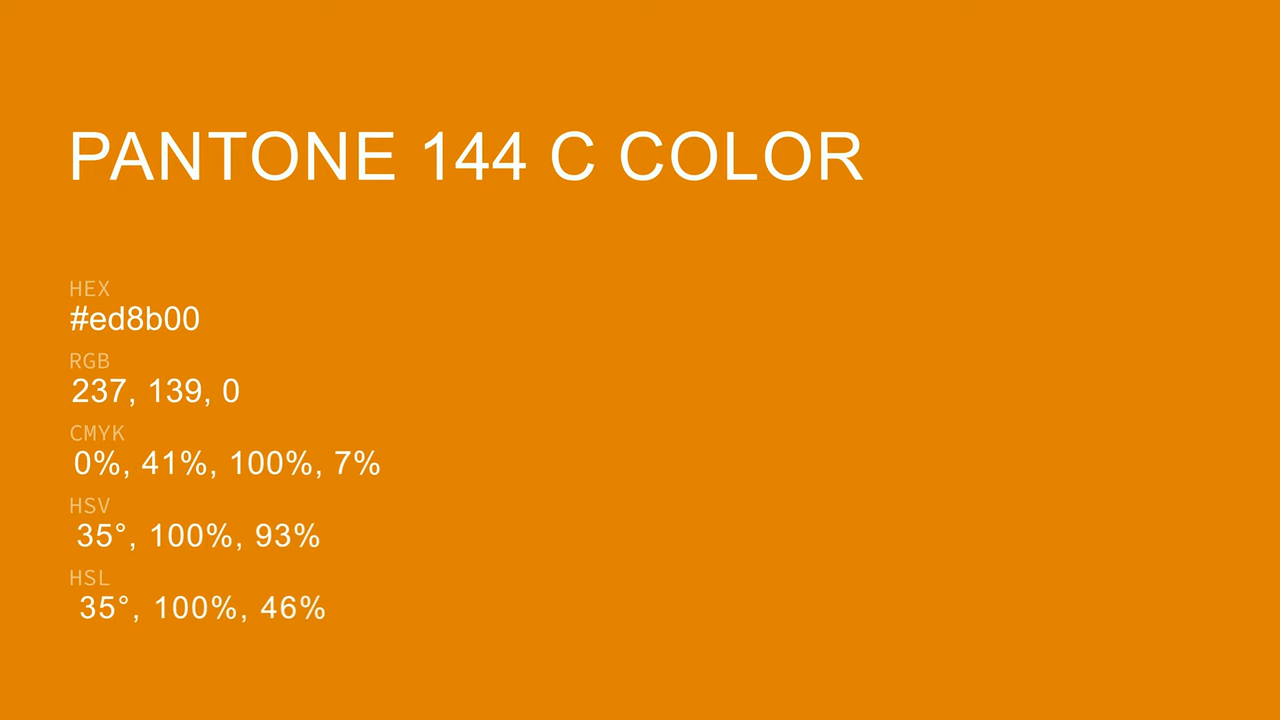 PANTONE 144 C COLOR
HEX
#ed8b00
RGB
237, 139, 0
CMYK
0%, 41%, 100%, 7%
HSV
35°, 100%, 93%
HSL
35°, 100%, 46%